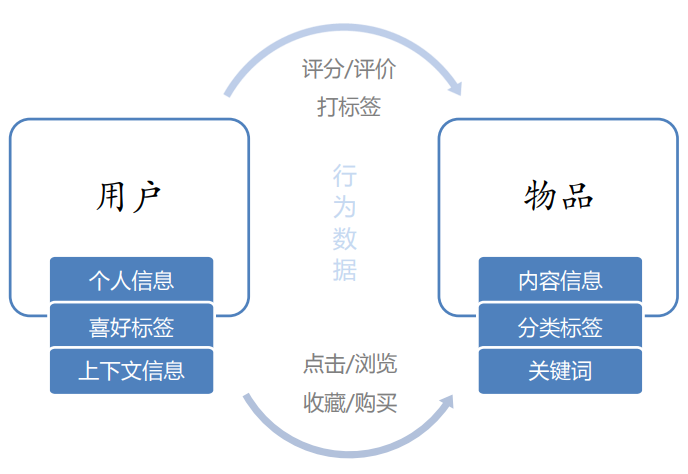 评分/评价
打标签
用户
个人信息
喜好标签
上下文信息
行
为
数
据
物品
内容信息
分类标签
关键词
点击/浏览
收藏/购买